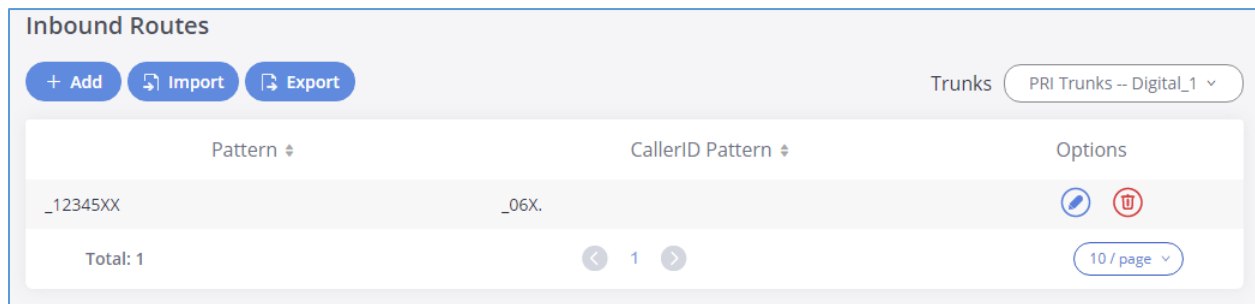 Inbound Routes
+ Add Import Export Trunks PRI Trunks -- Digital_1
Pattern CallerID Pattern Options
_12345XX _06X.
Total: 1 1 10 / page